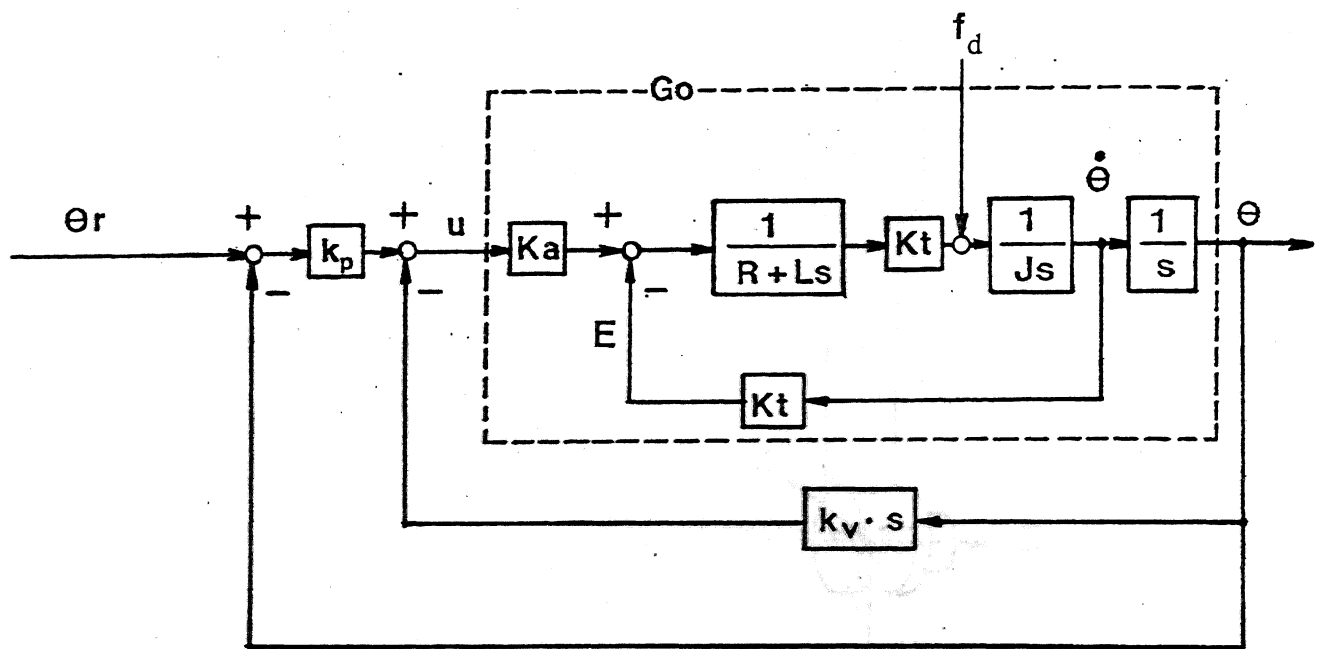 f_d
Go
θr
+
−
k_p
+
−
u
Ka
+
−
E
1
R + Ls
Kt
1
Js
θ̇
1
s
θ
Kt
k_v · s